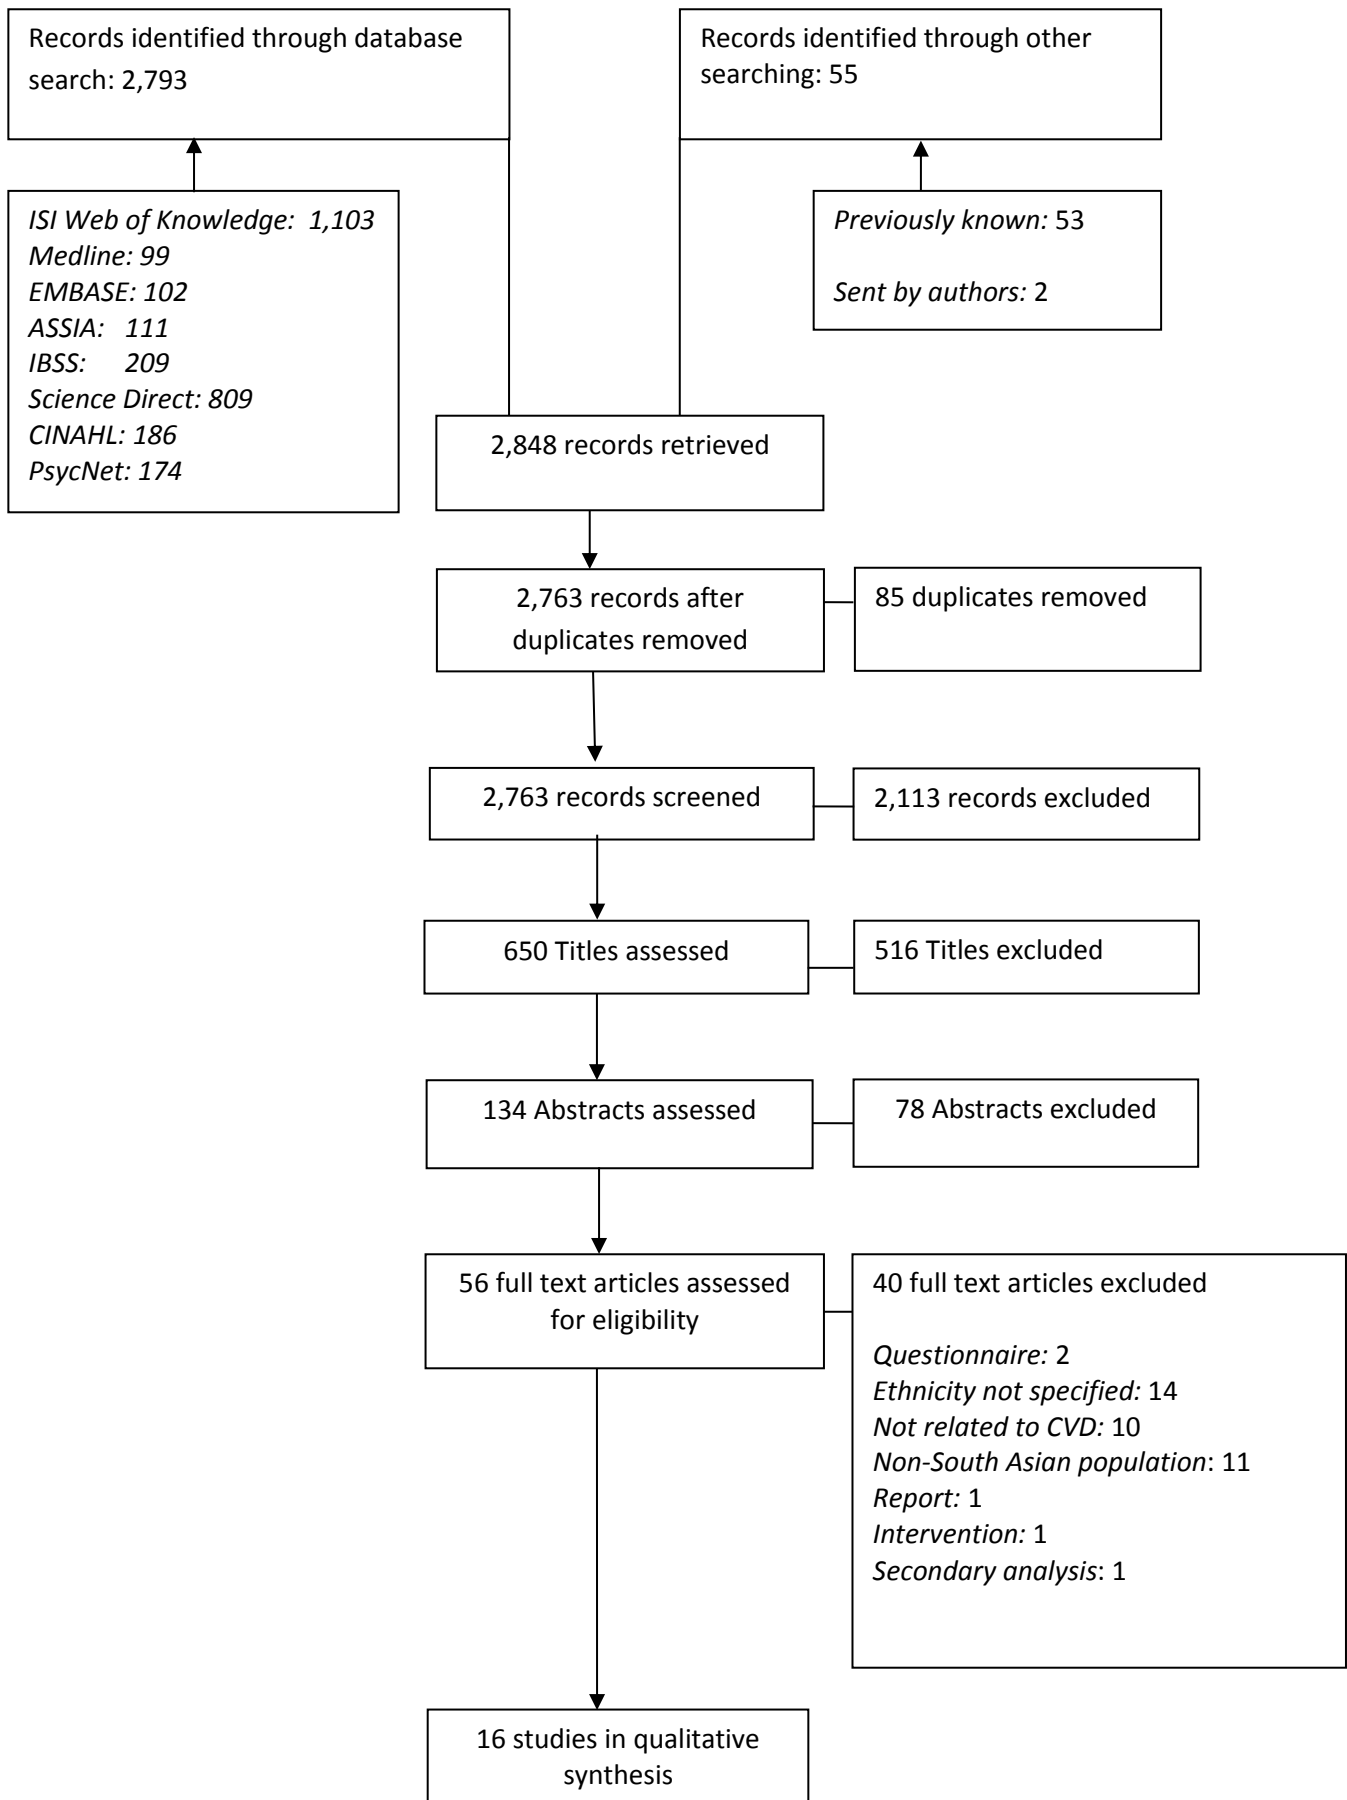 Records identified through database
search: 2,793
Records identified through other
searching: 55
ISI Web of Knowledge: 1,103
Medline: 99
EMBASE: 102
ASSIA: 111
IBSS: 209
Science Direct: 809
CINAHL: 186
PsycNet: 174
Previously known: 53
Sent by authors: 2
2,848 records retrieved
2,763 records after
duplicates removed
85 duplicates removed
2,763 records screened
2,113 records excluded
650 Titles assessed
516 Titles excluded
134 Abstracts assessed
78 Abstracts excluded
56 full text articles assessed
for eligibility
40 full text articles excluded
Questionnaire: 2
Ethnicity not specified: 14
Not related to CVD: 10
Non-South Asian population: 11
Report: 1
Intervention: 1
Secondary analysis: 1
16 studies in qualitative
synthesis